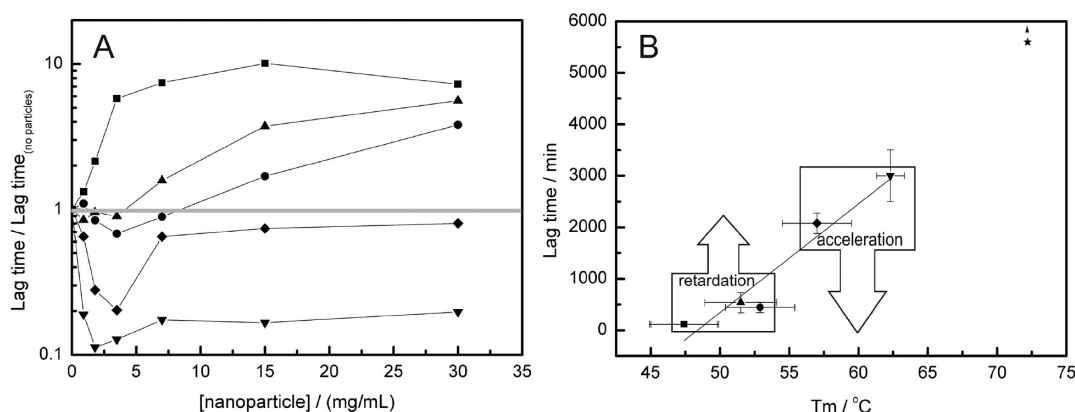 A
Lag time / Lag time(no particles)
10
1
0.1
0 5 10 15 20 25 30 35
[nanoparticle] / (mg/mL)
B
Lag time / min
6000
5000
4000
3000
2000
1000
0
acceleration
retardation
45 50 55 60 65 70 75
Tm / °C